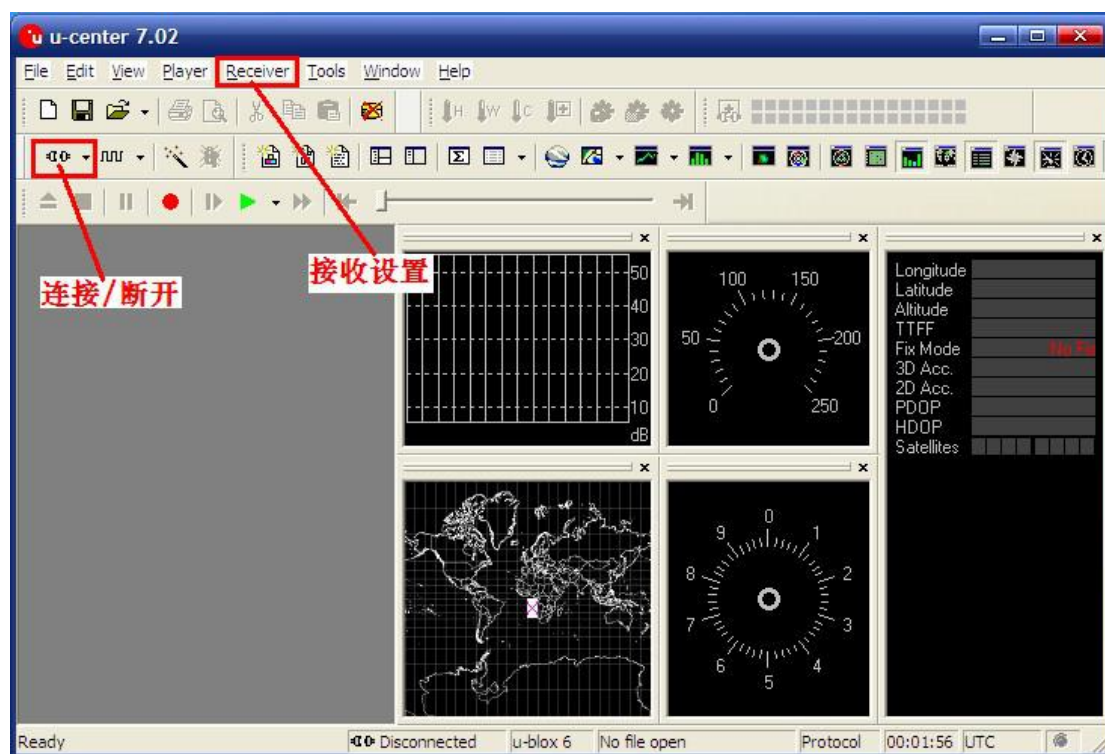 u-center 7.02
File Edit View Player Receiver Tools Window Help
连接/断开
接收设置
50
40
30
20
10
dB
0
50
100
150
200
250
Longitude
Latitude
Altitude
TTFF
Fix Mode
3D Acc.
2D Acc.
PDOP
HDOP
Satellites
No Fix
0
1
2
3
4
5
6
7
8
9
Ready
Disconnected
u-blox 6
No file open
Protocol
00:01:56
UTC